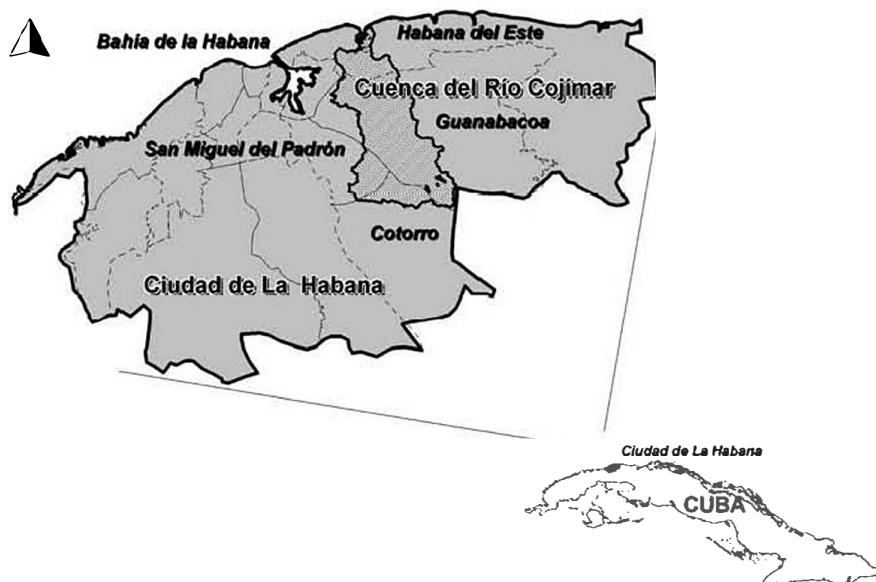 Bahía de la Habana
Habana del Este
Cuenca del Río Cojímar
Guanabacoa
San Miguel del Padrón
Cotorro
Ciudad de La Habana
Ciudad de La Habana
CUBA